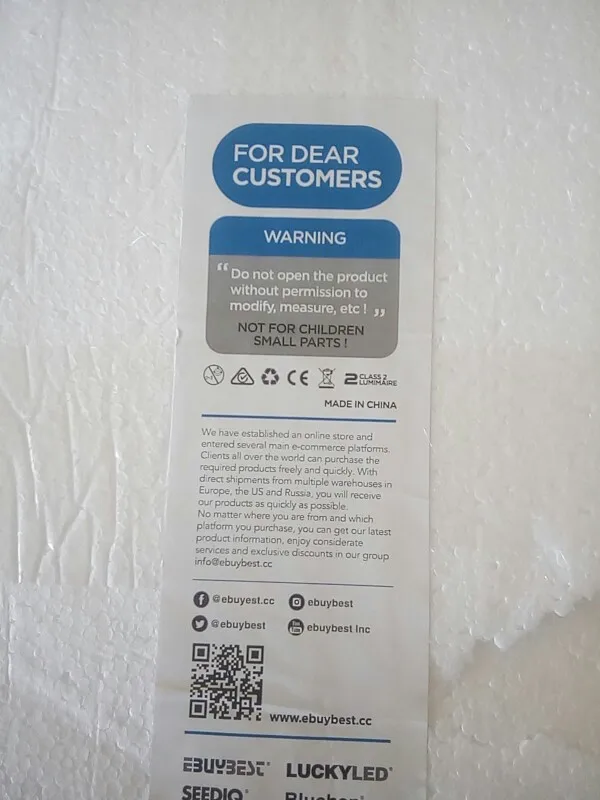 FOR DEAR
CUSTOMERS
WARNING
“Do not open the product
without permission to
modify, measure, etc ! ”
NOT FOR CHILDREN
SMALL PARTS !
CE 2 CLASS 2
LUMINAIRE
MADE IN CHINA
We have established an online store and
entered several main e-commerce platforms.
Clients all over the world can purchase the
required products freely and quickly. With
direct shipments from multiple warehouses in
Europe, the US and Russia, you will receive
our products as quickly as possible.
No matter where you are from and which
platform you purchase, you can get our latest
product information, enjoy considerate
services and exclusive discounts in our group
info@ebuybest.cc
@ebuyest.cc ebuybest
@ebuybest You Tube ebuybest Inc
www.ebuybest.cc
EBUYBEST® LUCKYLED®
SEEDIQ® Bluebon®